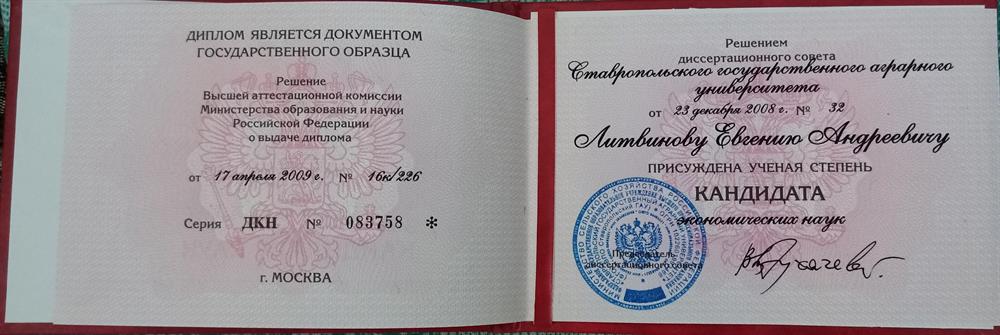 ДИПЛОМ ЯВЛЯЕТСЯ ДОКУМЕНТОМ
ГОСУДАРСТВЕННОГО ОБРАЗЦА
Решение
Высшей аттестационной комиссии
Министерства образования и науки
Российской Федерации
о выдаче диплома
от 17 апреля 2009 г. № 16к/226
Серия ДКН № 083758 *
г. МОСКВА
Решением
диссертационного совета
Ставропольского государственного аграрного
университета
от 23 декабря 2008 г. № 32
Литвинову Евгению Андреевичу
ПРИСУЖДЕНА УЧЕНАЯ СТЕПЕНЬ
КАНДИДАТА
экономических наук
Председатель
диссертационного совета